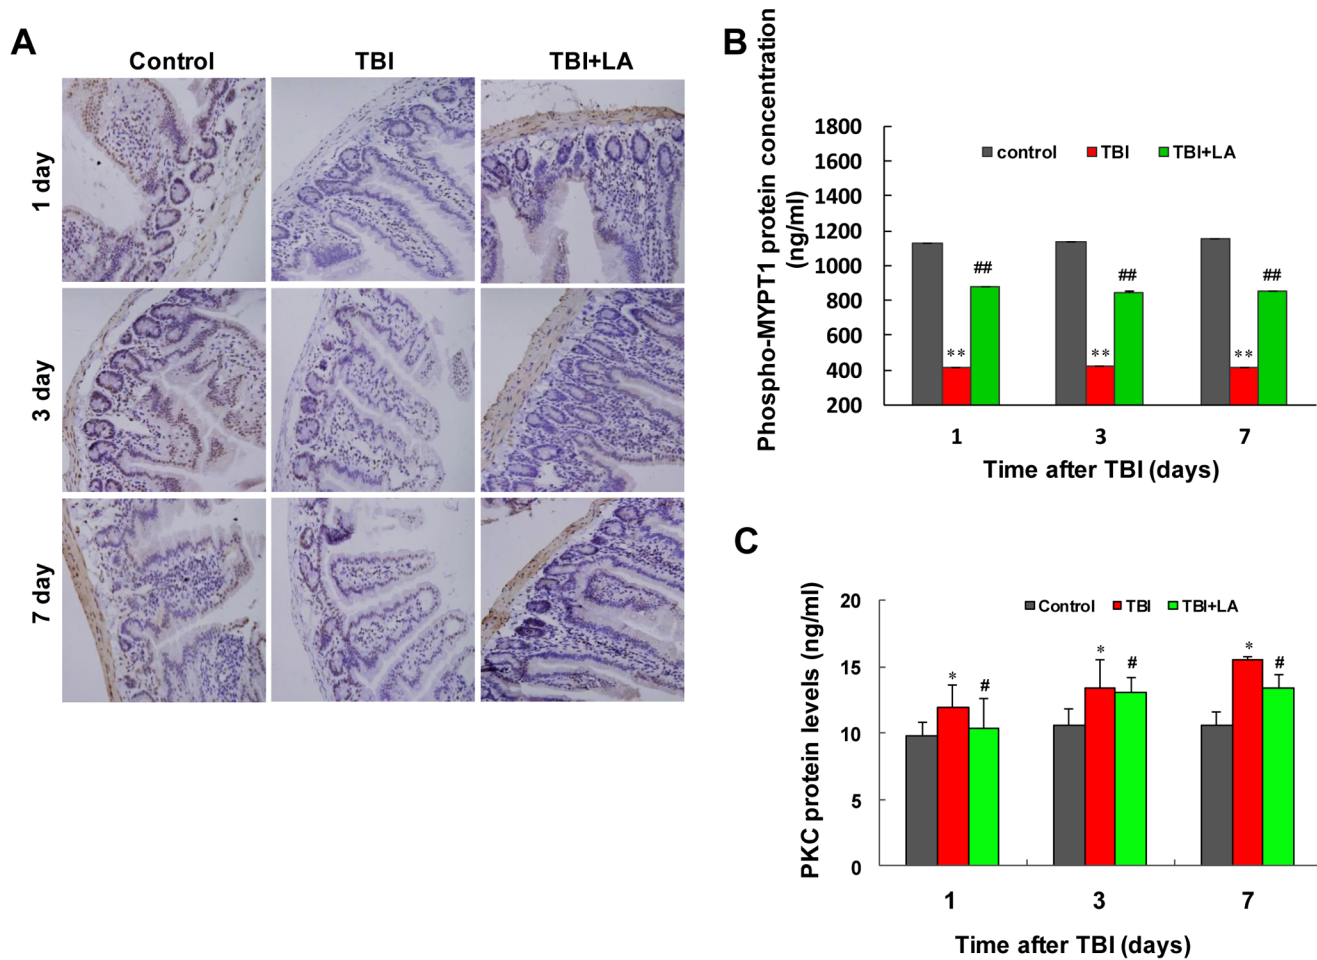 A
Control TBI TBI+LA
1 day
3 day
7 day
B
Phospho-MYPT1 protein concentration
(ng/ml)
1800
1600
1400
1200
1000
800
600
400
200
control TBI TBI+LA
** ##
** ##
** ##
1 3 7
Time after TBI (days)
C
PKC protein levels (ng/ml)
20
15
10
5
0
Control TBI TBI+LA
* #
* #
* #
1 3 7
Time after TBI (days)